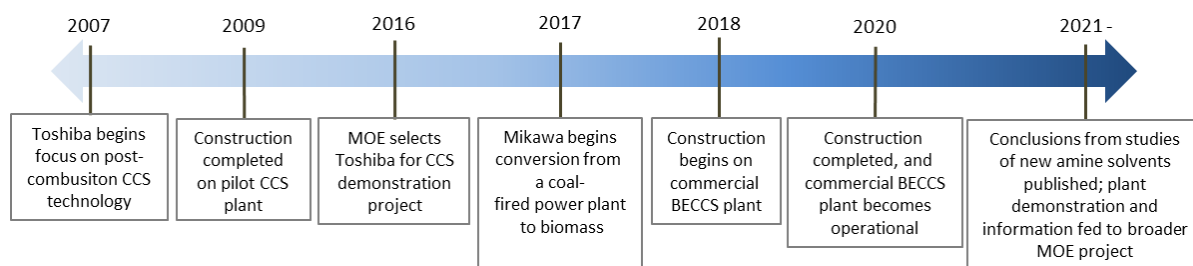 2007
2009
2016
2017
2018
2020
2021 -
Toshiba begins
focus on post-
combusiton CCS
technology
Construction
completed
on pilot CCS
plant
MOE selects
Toshiba for CCS
demonstration
project
Mikawa begins
conversion from
a coal-
fired power plant
to biomass
Construction
begins on
commercial
BECCS plant
Construction
completed, and
commercial BECCS
plant becomes
operational
Conclusions from studies
of new amine solvents
published; plant
demonstration and
information fed to broader
MOE project